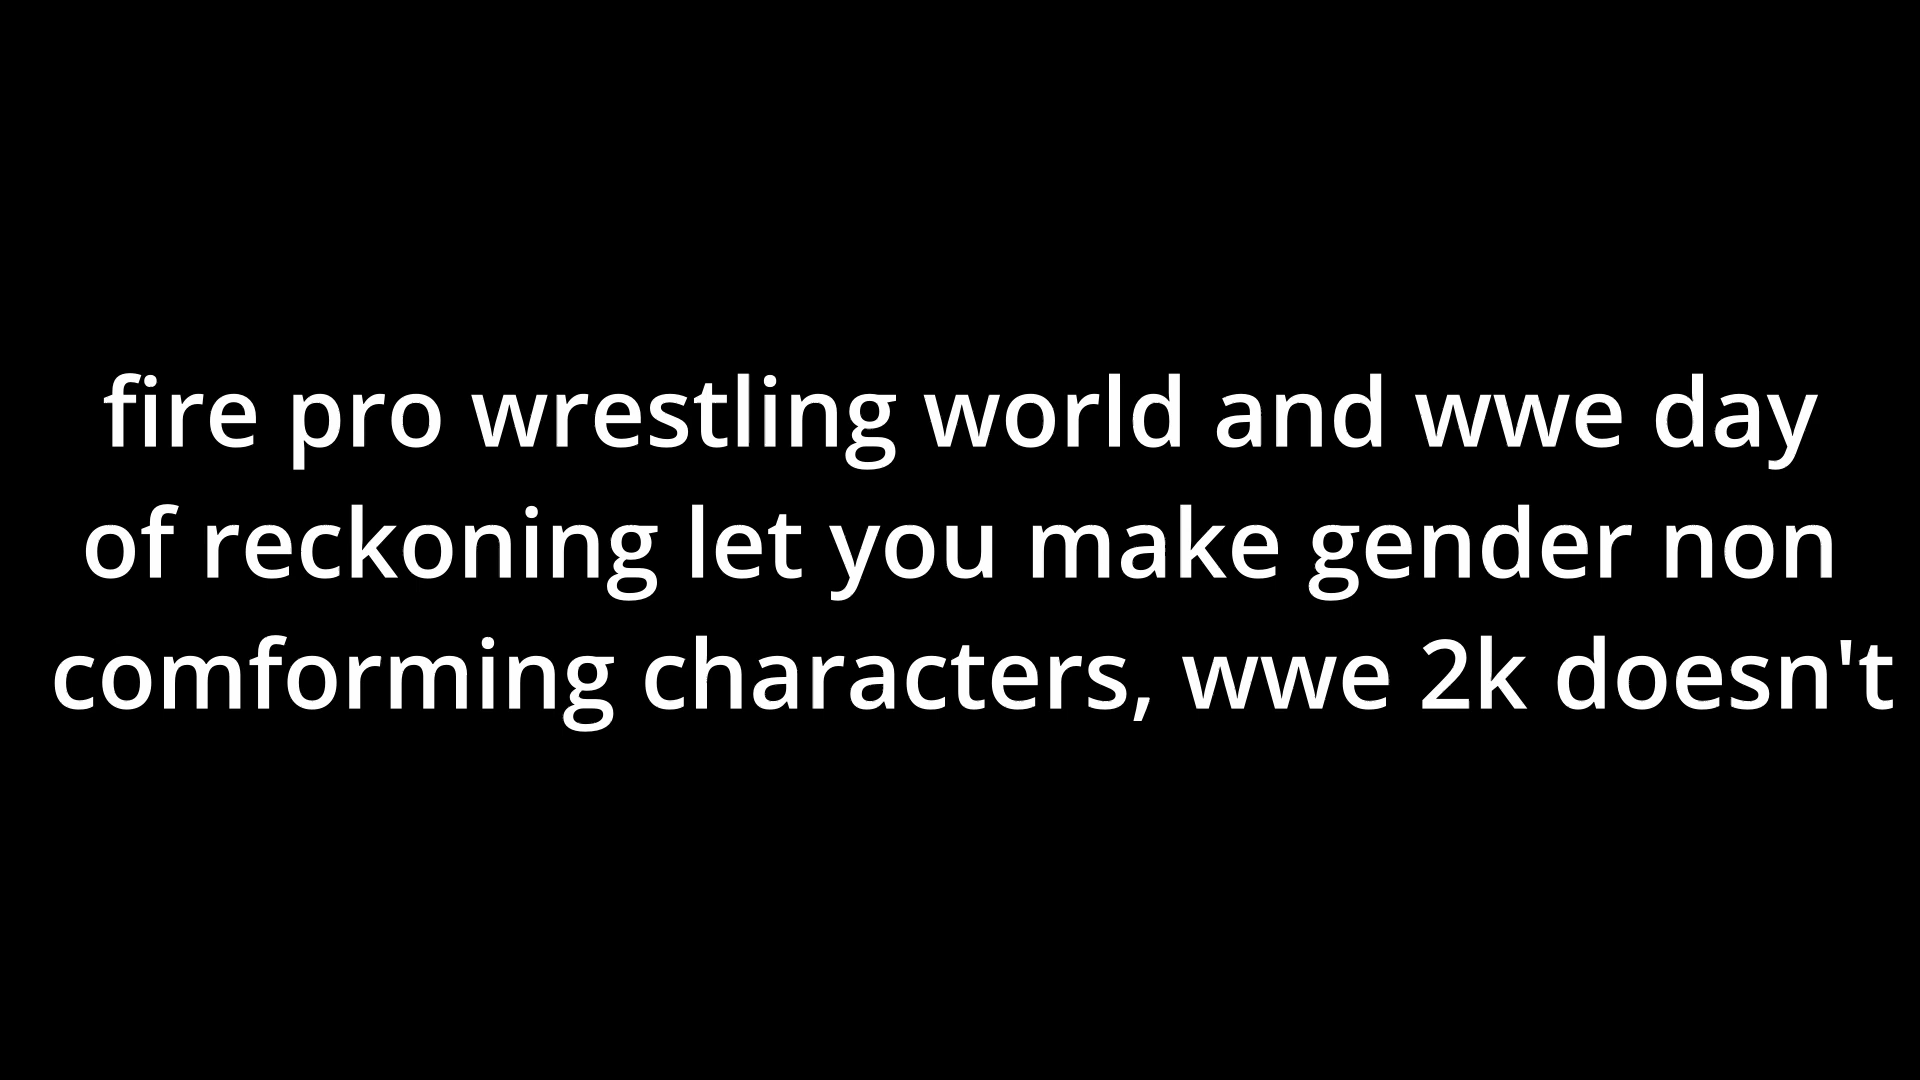 fire pro wrestling world and wwe day
of reckoning let you make gender non
comforming characters, wwe 2k doesn't